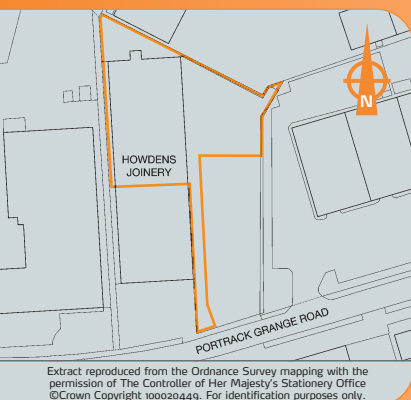 N
HOWDENS
JOINERY
PORTRACK GRANGE ROAD
Extract reproduced from the Ordnance Survey mapping with the
permission of The Controller of Her Majesty's Stationery Office
©Crown Copyright 100020449. For identification purposes only.